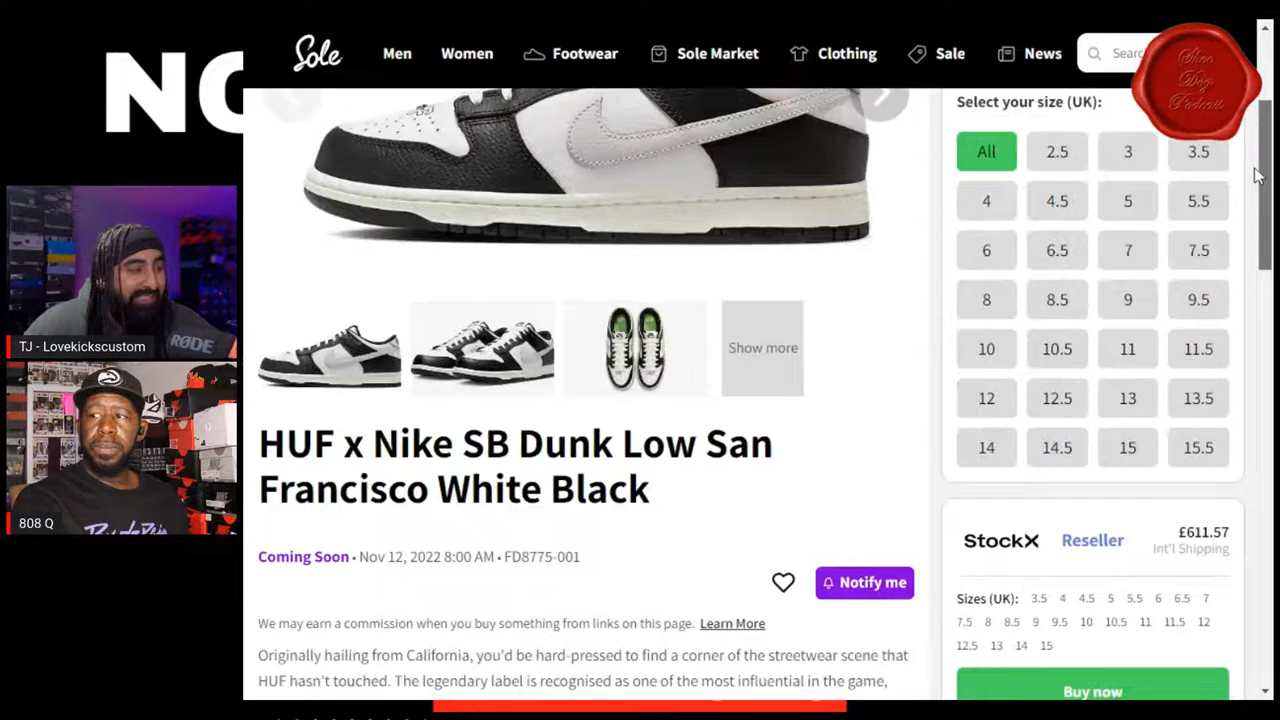 NO
Sole
Men
Women
Footwear
Sole Market
Clothing
Sale
News
Shoe
Dog
Podcast
Select your size (UK):
All 2.5 3 3.5
4 4.5 5 5.5
6 6.5 7 7.5
8 8.5 9 9.5
10 10.5 11 11.5
12 12.5 13 13.5
14 14.5 15 15.5
RØDE
TJ - Lovekickscustom
808 Q
Show more
HUF x Nike SB Dunk Low San
Francisco White Black
Coming Soon • Nov 12, 2022 8:00 AM • FD8775-001
Notify me
We may earn a commission when you buy something from links on this page. Learn More
Originally hailing from California, you'd be hard-pressed to find a corner of the streetwear scene that
HUF hasn't touched. The legendary label is recognised as one of the most influential in the game,
StockX Reseller £611.57
Int'l Shipping
Sizes (UK): 3.5 4 4.5 5 5.5 6 6.5 7
7.5 8 8.5 9 9.5 10 10.5 11 11.5 12
12.5 13 14 15
Buy now